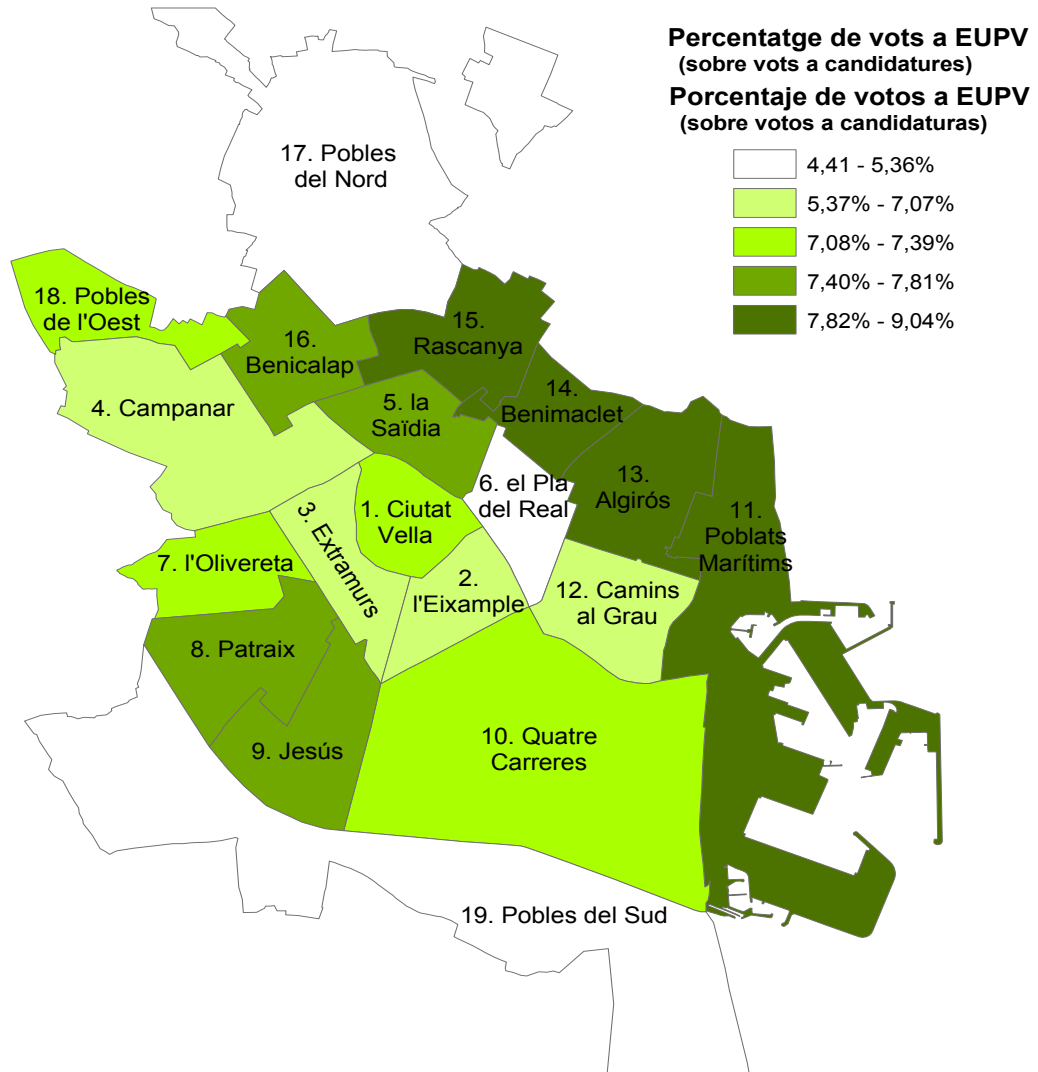 Percentatge de vots a EUPV
(sobre vots a candidatures)
Porcentaje de votos a EUPV
(sobre votos a candidaturas)
4,41 - 5,36%
5,37% - 7,07%
7,08% - 7,39%
7,40% - 7,81%
7,82% - 9,04%
17. Pobles
del Nord
18. Pobles
de l'Oest
16.
Benicalap
15.
Rascanya
14.
Benimaclet
4. Campanar
5. la
Saïdia
6. el Pla
del Real
13.
Algirós
11.
Poblats
Marítims
3. Extramurs
1. Ciutat
Vella
7. l'Olivereta
2.
l'Eixample
12. Camins
al Grau
8. Patraix
9. Jesús
10. Quatre
Carreres
19. Pobles del Sud